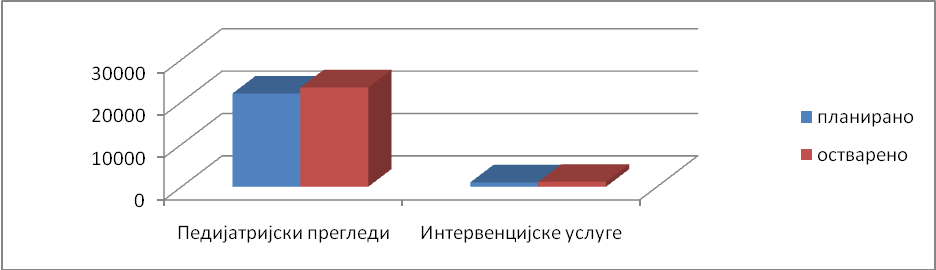 30000
20000
10000
0
Педијатријски прегледи
Интервенцијске услуге
планирано
остварено